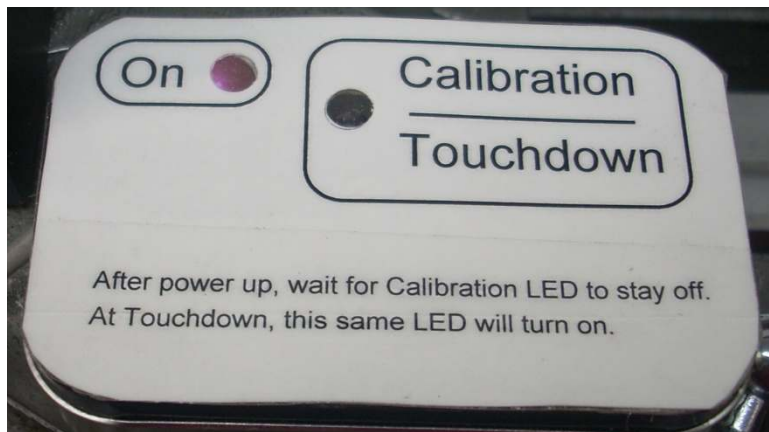 On
Calibration
Touchdown
After power up, wait for Calibration LED to stay off.
At Touchdown, this same LED will turn on.